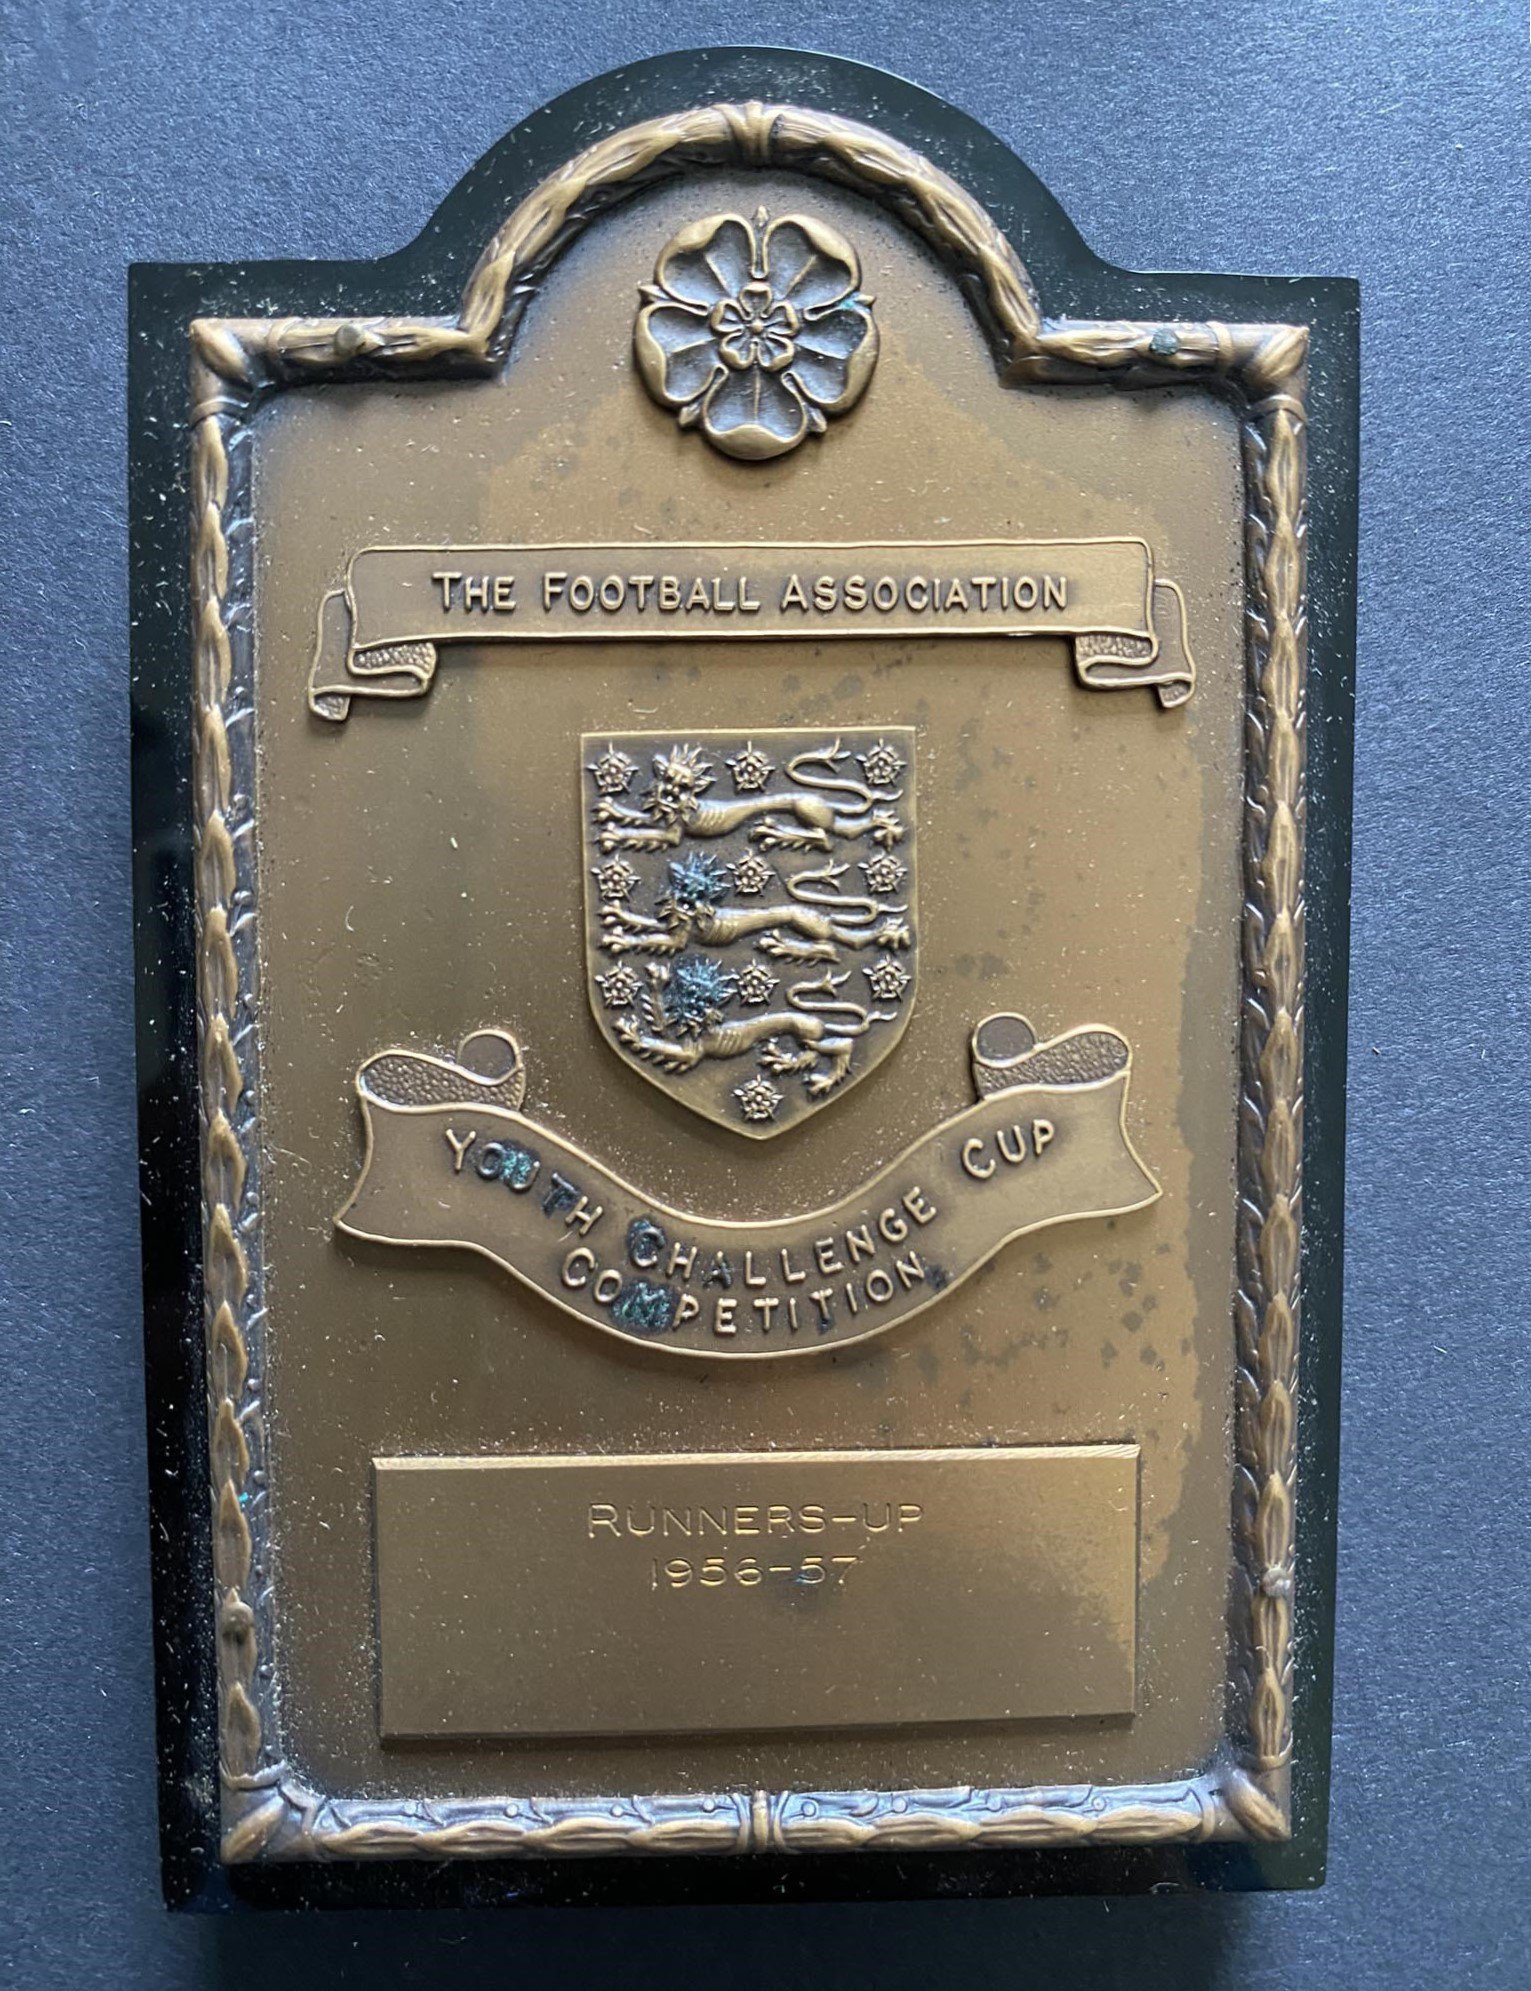 THE FOOTBALL ASSOCIATION
YOUTH CHALLENGE CUP
COMPETITION
RUNNERS-UP
1956-57